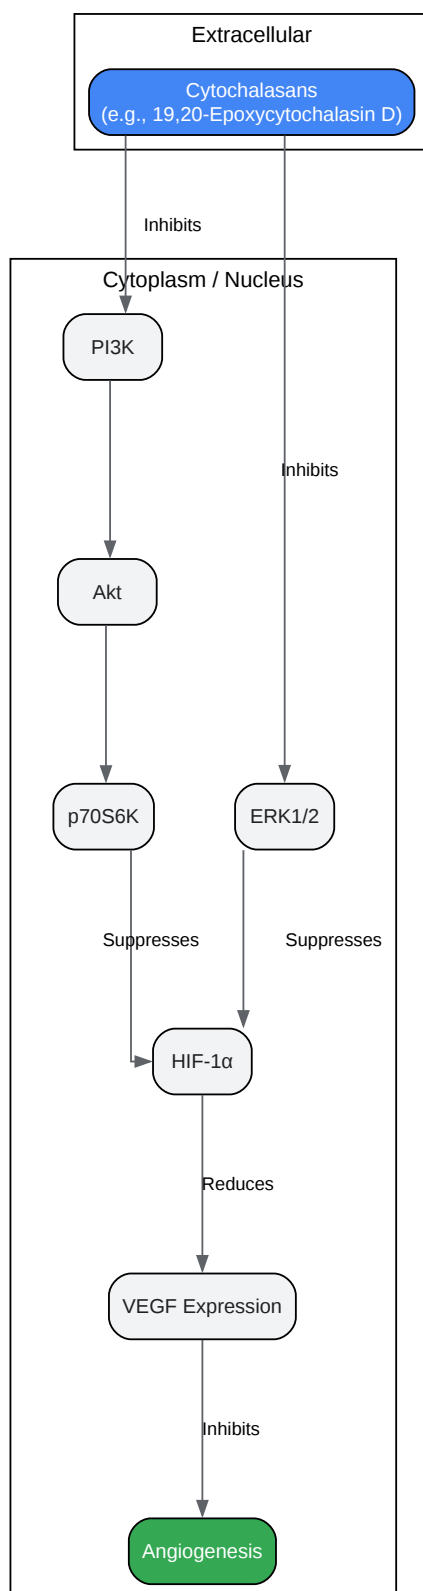 Extracellular
Cytochalasans
(e.g., 19,20-Epoxycytochalasin D)
Inhibits
Cytoplasm / Nucleus
PI3K
Inhibits
Akt
p70S6K
ERK1/2
Suppresses
Suppresses
HIF-1α
Reduces
VEGF Expression
Inhibits
Angiogenesis